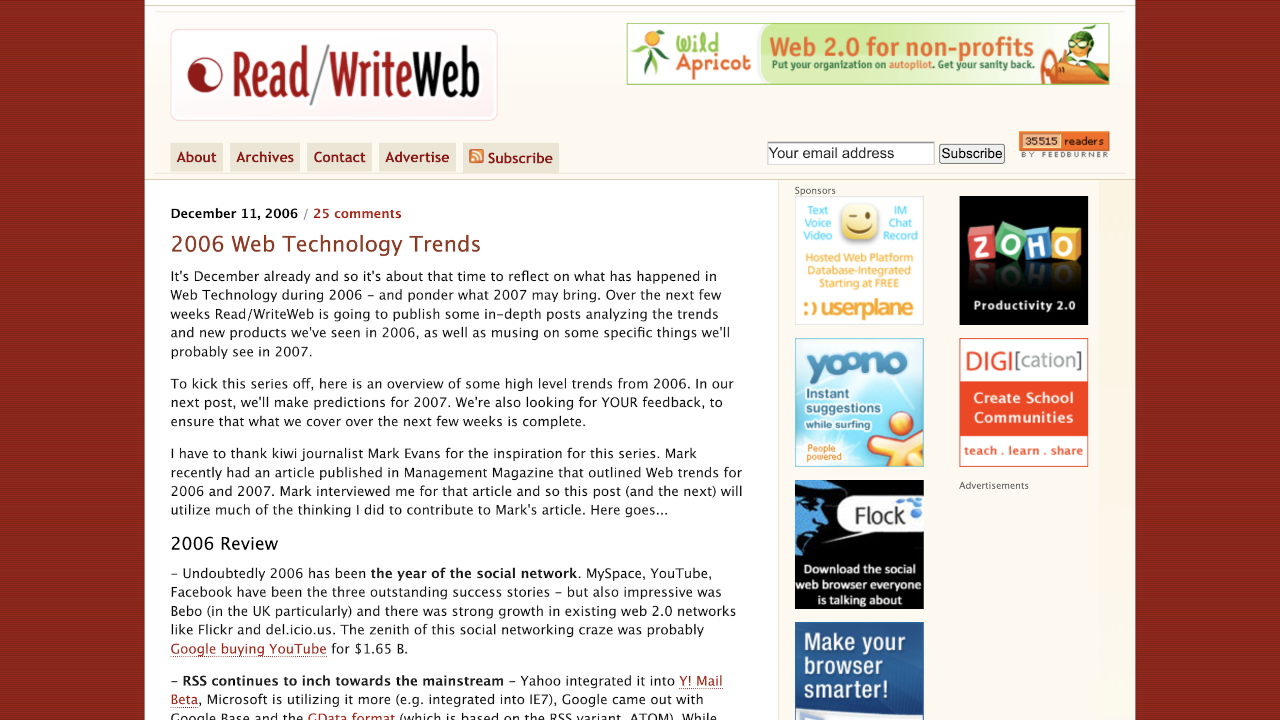 Read/WriteWeb
Wild Apricot
Web 2.0 for non-profits
Put your organization on autopilot. Get your sanity back.
About
Archives
Contact
Advertise
Subscribe
Your email address
Subscribe
35515 readers
BY FEEDBURNER
December 11, 2006 / 25 comments
2006 Web Technology Trends
It's December already and so it's about that time to reflect on what has happened in
Web Technology during 2006 - and ponder what 2007 may bring. Over the next few
weeks Read/WriteWeb is going to publish some in-depth posts analyzing the trends
and new products we've seen in 2006, as well as musing on some specific things we'll
probably see in 2007.
To kick this series off, here is an overview of some high level trends from 2006. In our
next post, we'll make predictions for 2007. We're also looking for YOUR feedback, to
ensure that what we cover over the next few weeks is complete.
I have to thank kiwi journalist Mark Evans for the inspiration for this series. Mark
recently had an article published in Management Magazine that outlined Web trends for
2006 and 2007. Mark interviewed me for that article and so this post (and the next) will
utilize much of the thinking I did to contribute to Mark's article. Here goes...
2006 Review
- Undoubtedly 2006 has been the year of the social network. MySpace, YouTube,
Facebook have been the three outstanding success stories - but also impressive was
Bebo (in the UK particularly) and there was strong growth in existing web 2.0 networks
like Flickr and del.icio.us. The zenith of this social networking craze was probably
Google buying YouTube for $1.65 B.
- RSS continues to inch towards the mainstream - Yahoo integrated it into Y! Mail
Beta, Microsoft is utilizing it more (e.g. integrated into IE7), Google came out with
Google Base and the GData format (which is based on the RSS variant, ATOM). While
Sponsors
Text
Voice
Video
IM
Chat
Record
Hosted Web Platform
Database-Integrated
Starting at FREE
:) userplane
ZOHO
Productivity 2.0
yoono
Instant
suggestions
while surfing
People
powered
DIGI[cation]
Create School
Communities
teach . learn . share
Flock
Download the social
web browser everyone
is talking about
Advertisements
Make your
browser
smarter!